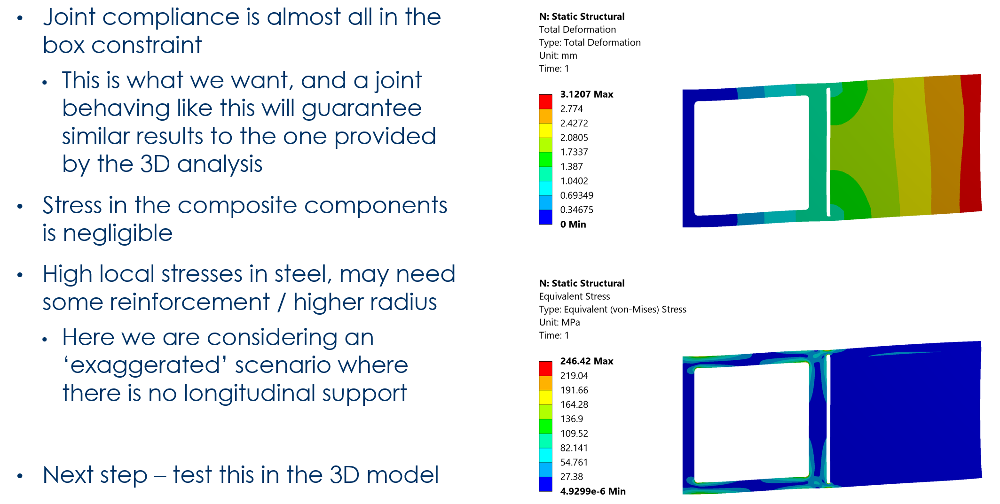 • Joint compliance is almost all in the
box constraint
• This is what we want, and a joint
behaving like this will guarantee
similar results to the one provided
by the 3D analysis
• Stress in the composite components
is negligible
• High local stresses in steel, may need
some reinforcement / higher radius
• Here we are considering an
‘exaggerated’ scenario where
there is no longitudinal support
• Next step – test this in the 3D model
N: Static Structural
Total Deformation
Type: Total Deformation
Unit: mm
Time: 1
3.1207 Max
2.774
2.4272
2.0805
1.7337
1.387
1.0402
0.69349
0.34675
0 Min
N: Static Structural
Equivalent Stress
Type: Equivalent (von-Mises) Stress
Unit: MPa
Time: 1
246.42 Max
219.04
191.66
164.28
136.9
109.52
82.141
54.761
27.38
4.9299e-6 Min